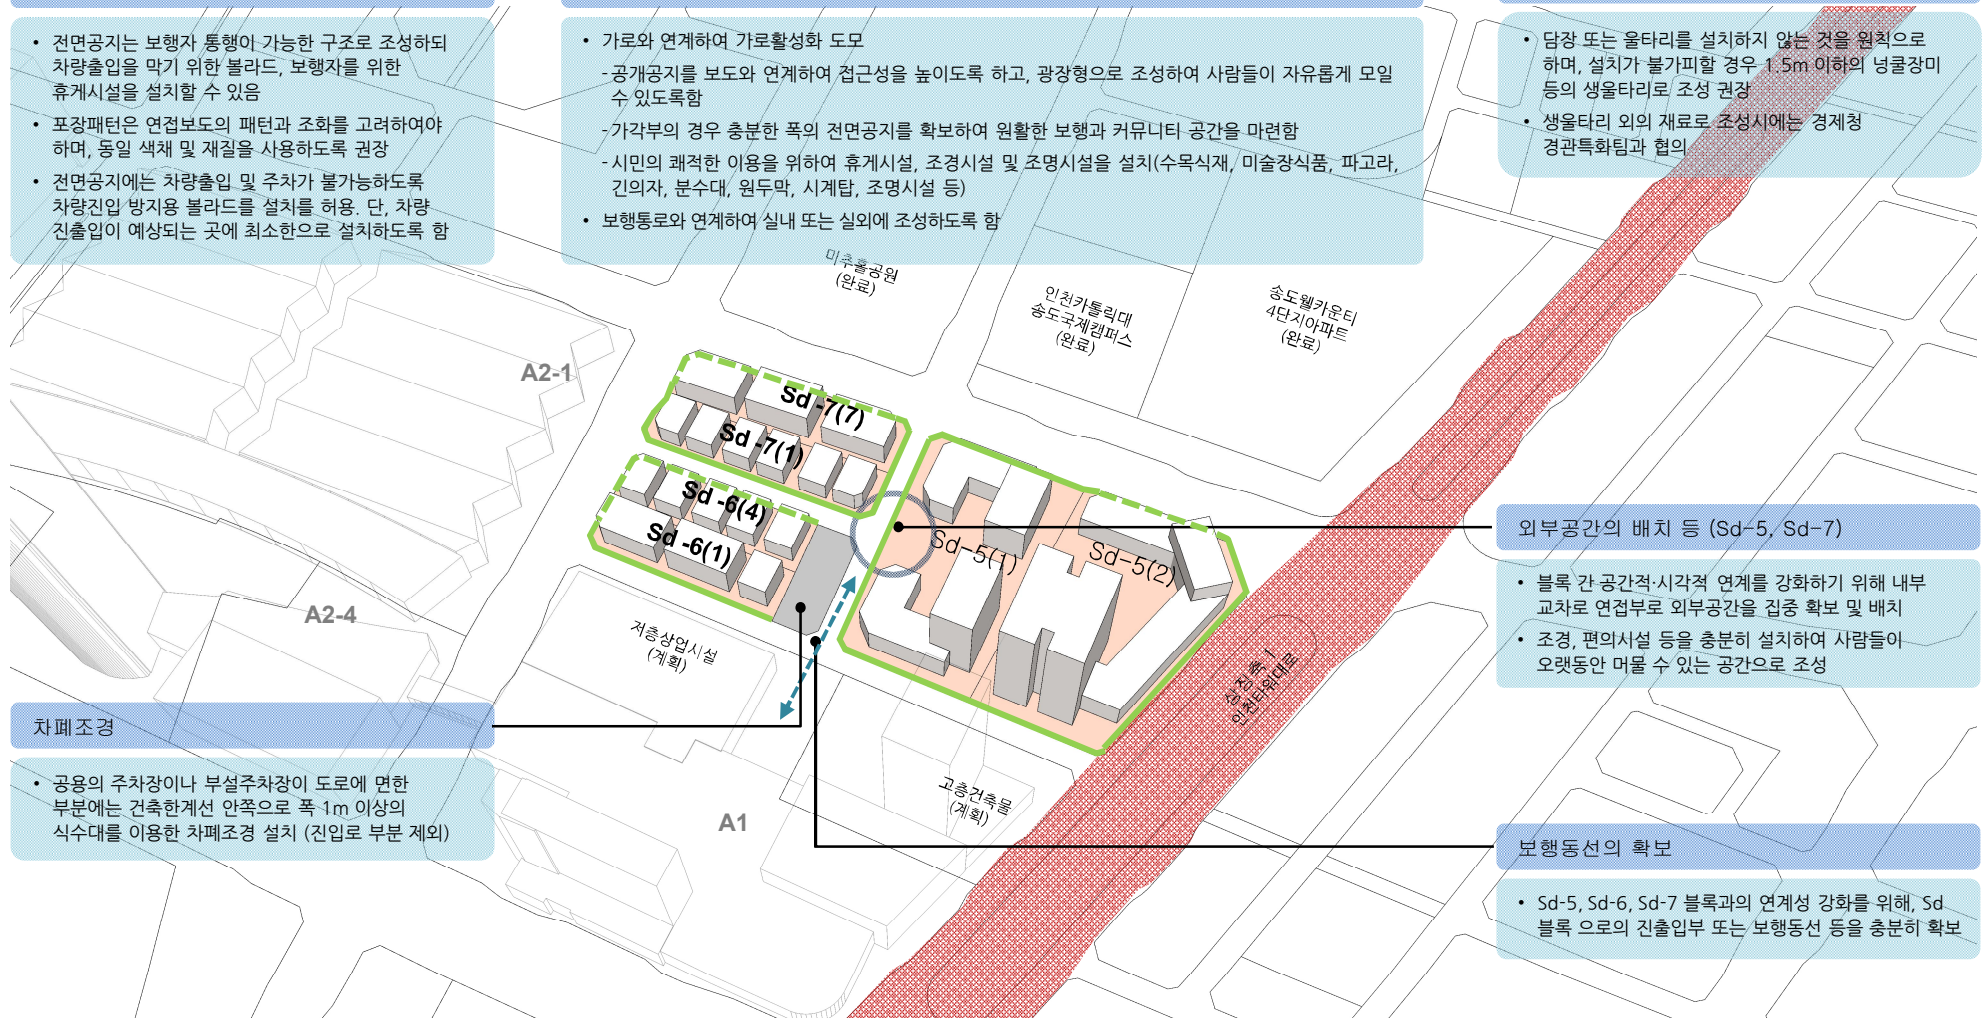 • 전면공지는 보행자 통행이 가능한 구조로 조성하되
차량출입을 막기 위한 볼라드, 보행자를 위한
휴게시설을 설치할 수 있음
• 포장패턴은 연접보도의 패턴과 조화를 고려하여야
하며, 동일 색채 및 재질을 사용하도록 권장
• 전면공지에는 차량출입 및 주차가 불가능하도록
차량진입 방지용 볼라드를 설치를 허용. 단, 차량
진출입이 예상되는 곳에 최소한으로 설치하도록 함
• 가로와 연계하여 가로활성화 도모
-공개공지를 보도와 연계하여 접근성을 높이도록 하고, 광장형으로 조성하여 사람들이 자유롭게 모일
수 있도록함
-가각부의 경우 충분한 폭의 전면공지를 확보하여 원활한 보행과 커뮤니티 공간을 마련함
-시민의 쾌적한 이용을 위하여 휴게시설, 조경시설 및 조명시설을 설치(수목식재, 미술장식품, 파고라,
긴의자, 분수대, 원두막, 시계탑, 조명시설 등)
• 보행통로와 연계하여 실내 또는 실외에 조성하도록 함
• 담장 또는 울타리를 설치하지 않는 것을 원칙으로
하며, 설치가 불가피할 경우 1.5m 이하의 넝쿨장미
등의 생울타리로 조성 권장
• 생울타리 외의 재료로 조성시에는 경제청
경관특화팀과 협의
미추홀공원
(완료)
인천카톨릭대
송도국제캠퍼스
(완료)
송도웰카운티
4단지아파트
(완료)
A2-1
Sd -7(7)
Sd -7(1)
Sd -6(4)
Sd -6(1)
Sd-5(1)
Sd-5(2)
A2-4
저층상업시설
(계획)
상징축 1
인천타워대로
고층건축물
(계획)
A1
외부공간의 배치 등 (Sd-5, Sd-7)
• 블록 간 공간적·시각적 연계를 강화하기 위해 내부
교차로 연접부로 외부공간을 집중 확보 및 배치
• 조경, 편의시설 등을 충분히 설치하여 사람들이
오랫동안 머물 수 있는 공간으로 조성
차폐조경
• 공용의 주차장이나 부설주차장이 도로에 면한
부분에는 건축한계선 안쪽으로 폭 1m 이상의
식수대를 이용한 차폐조경 설치 (진입로 부분 제외)
보행동선의 확보
• Sd-5, Sd-6, Sd-7 블록과의 연계성 강화를 위해, Sd
블록 으로의 진출입부 또는 보행동선 등을 충분히 확보